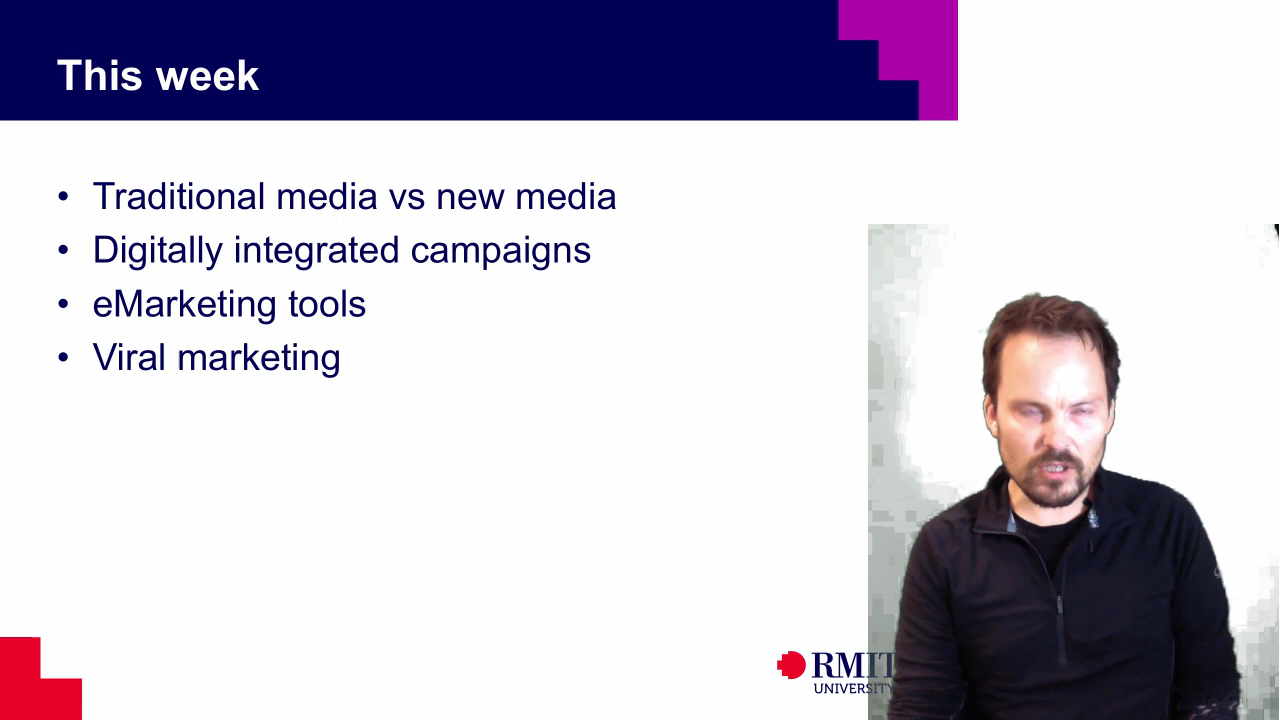 This week
• Traditional media vs new media
• Digitally integrated campaigns
• eMarketing tools
• Viral marketing
RMIT
UNIVERSITY